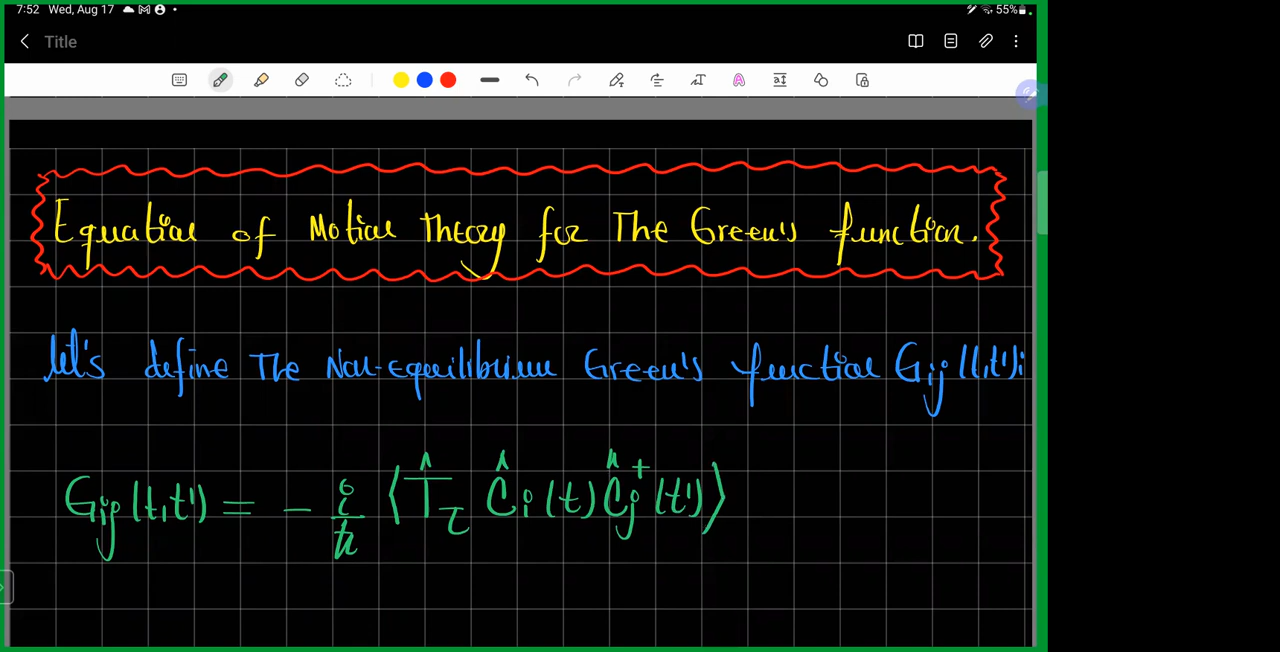 7:52 Wed, Aug 17 55%
Title
Equation of Motion Theory for The Green's function.
Let's define The Non-Equilibrium Green's function Gij(t,t'):
Gij(t,t') = - i/ħ ⟨T̂τ Ĉi(t) Ĉj†(t')⟩